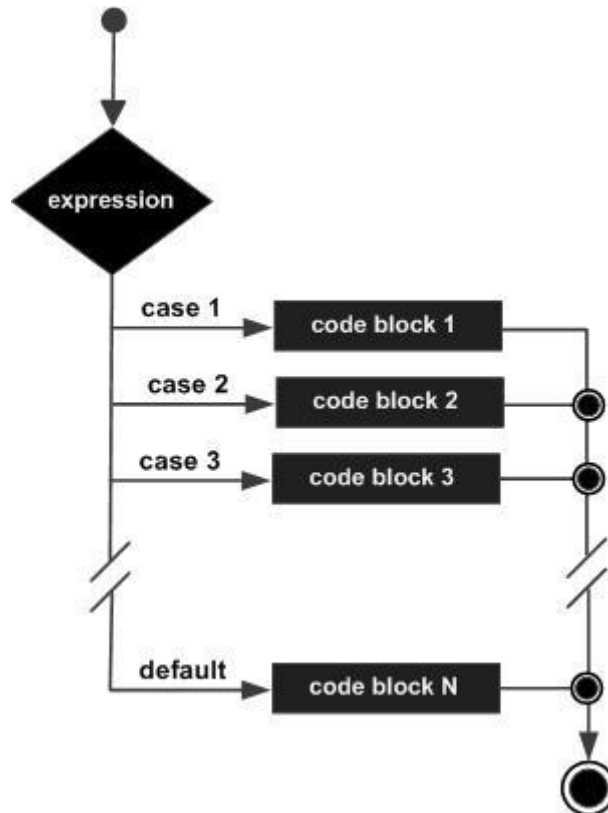 expression
case 1
code block 1
case 2
code block 2
case 3
code block 3
default
code block N